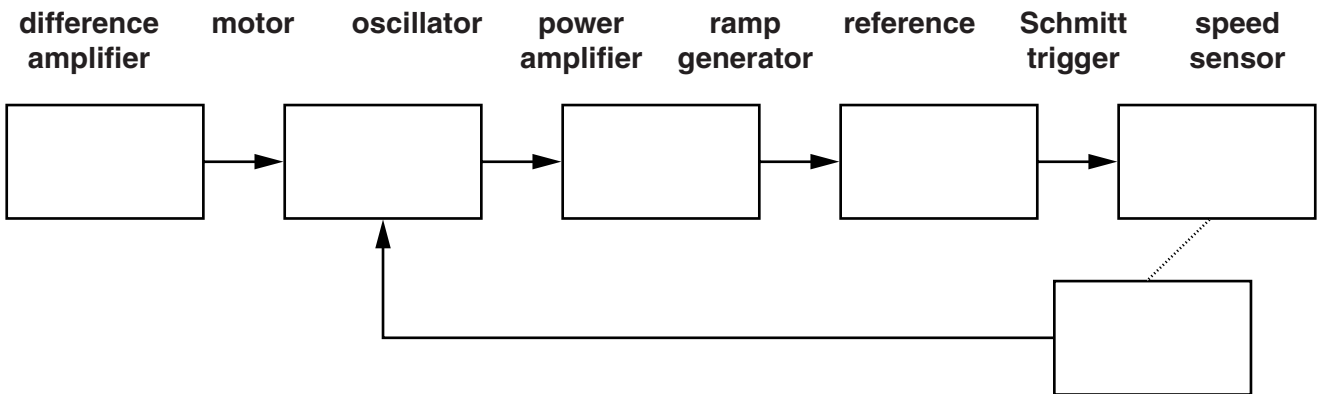 difference motor oscillator power ramp reference Schmitt speed
amplifier amplifier generator trigger sensor